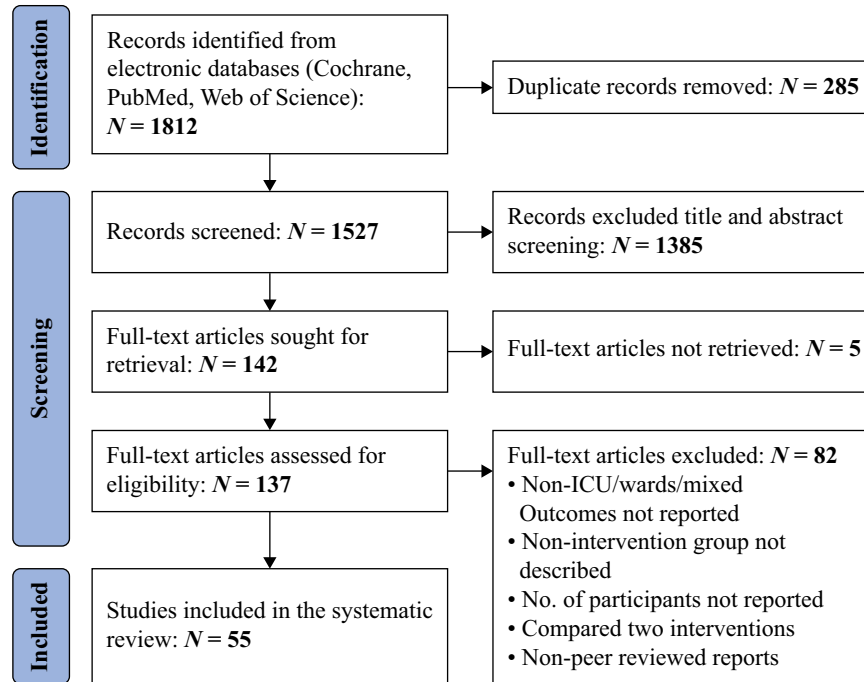 Identification
Records identified from
electronic databases (Cochrane,
PubMed, Web of Science):
N = 1812
Duplicate records removed: N = 285
Screening
Records screened: N = 1527
Records excluded title and abstract
screening: N = 1385
Full-text articles sought for
retrieval: N = 142
Full-text articles not retrieved: N = 5
Full-text articles assessed for
eligibility: N = 137
Full-text articles excluded: N = 82
• Non-ICU/wards/mixed
Outcomes not reported
• Non-intervention group not
described
• No. of participants not reported
• Compared two interventions
• Non-peer reviewed reports
Included
Studies included in the systematic
review: N = 55